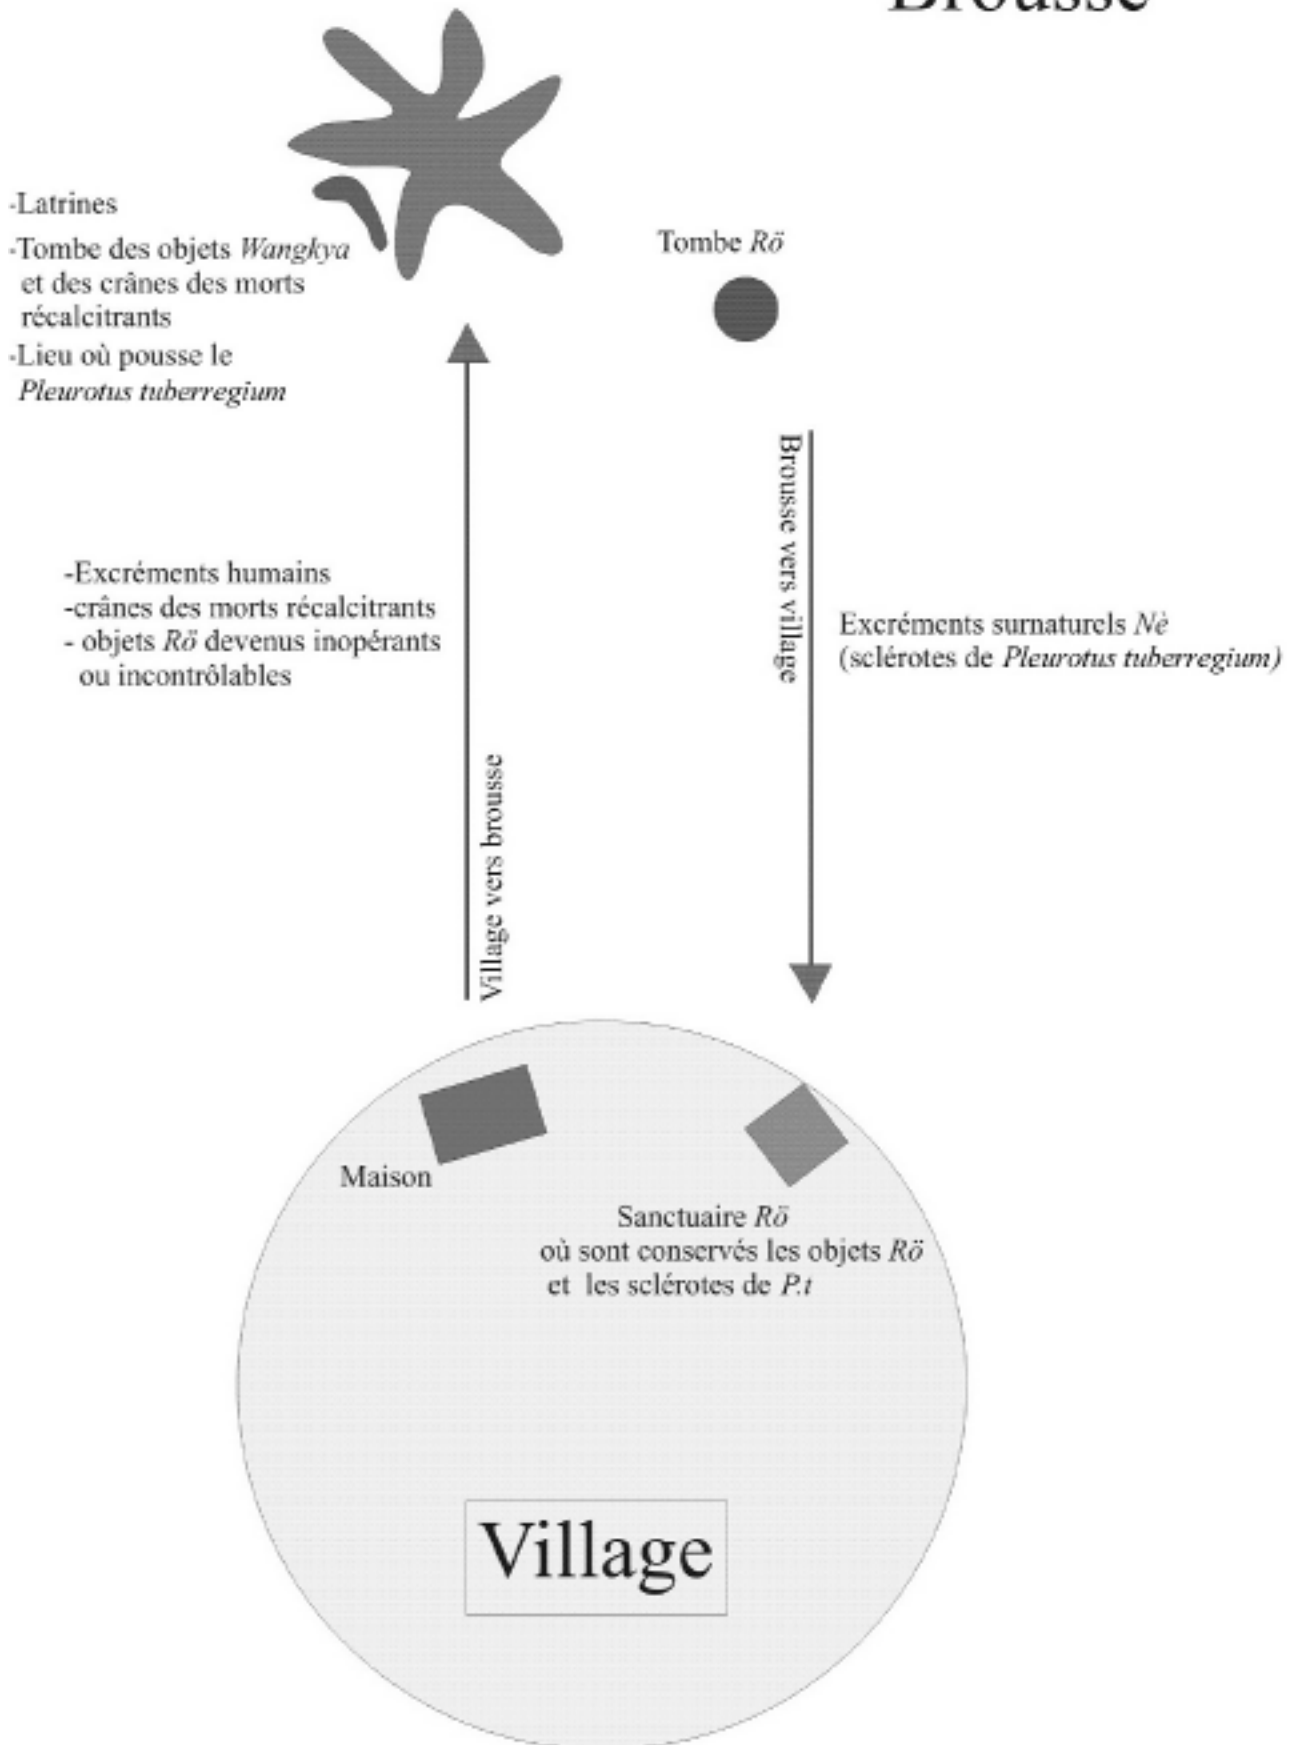 Brousse
-Latrines
-Tombe des objets Wangkya
et des crânes des morts
récalcitrants
-Lieu où pousse le
Pleurotus tuberregium
Tombe Rö
Brousse vers village
-Excréments humains
-crânes des morts récalcitrants
- objets Rö devenus inopérants
ou incontrôlables
Excréments surnaturels Nè
(sclérotes de Pleurotus tuberregium)
Village vers brousse
Maison
Sanctuaire Rö
où sont conservés les objets Rö
et les sclérotes de P.t
Village